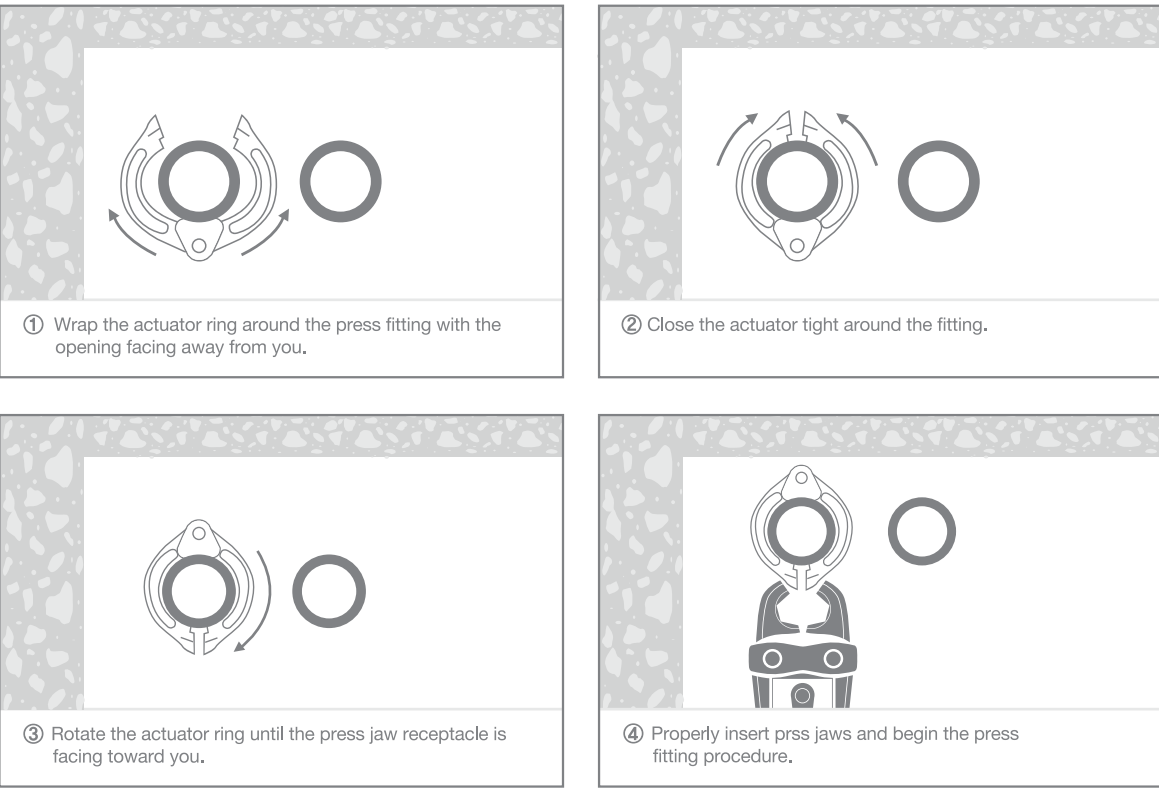 ① Wrap the actuator ring around the press fitting with the
opening facing away from you.
② Close the actuator tight around the fitting.
③ Rotate the actuator ring until the press jaw receptacle is
facing toward you.
④ Properly insert prss jaws and begin the press
fitting procedure.